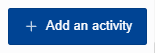 + Add an activity